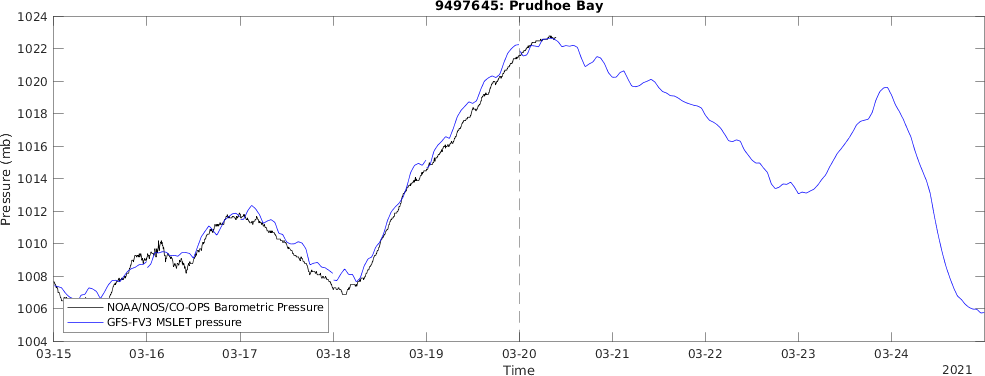 9497645: Prudhoe Bay
1024
1022
1020
1018
1016
1014
1012
1010
1008
1006
1004
Pressure (mb)
NOAA/NOS/CO-OPS Barometric Pressure
GFS-FV3 MSLET pressure
03-15 03-16 03-17 03-18 03-19 03-20 03-21 03-22 03-23 03-24
Time
2021